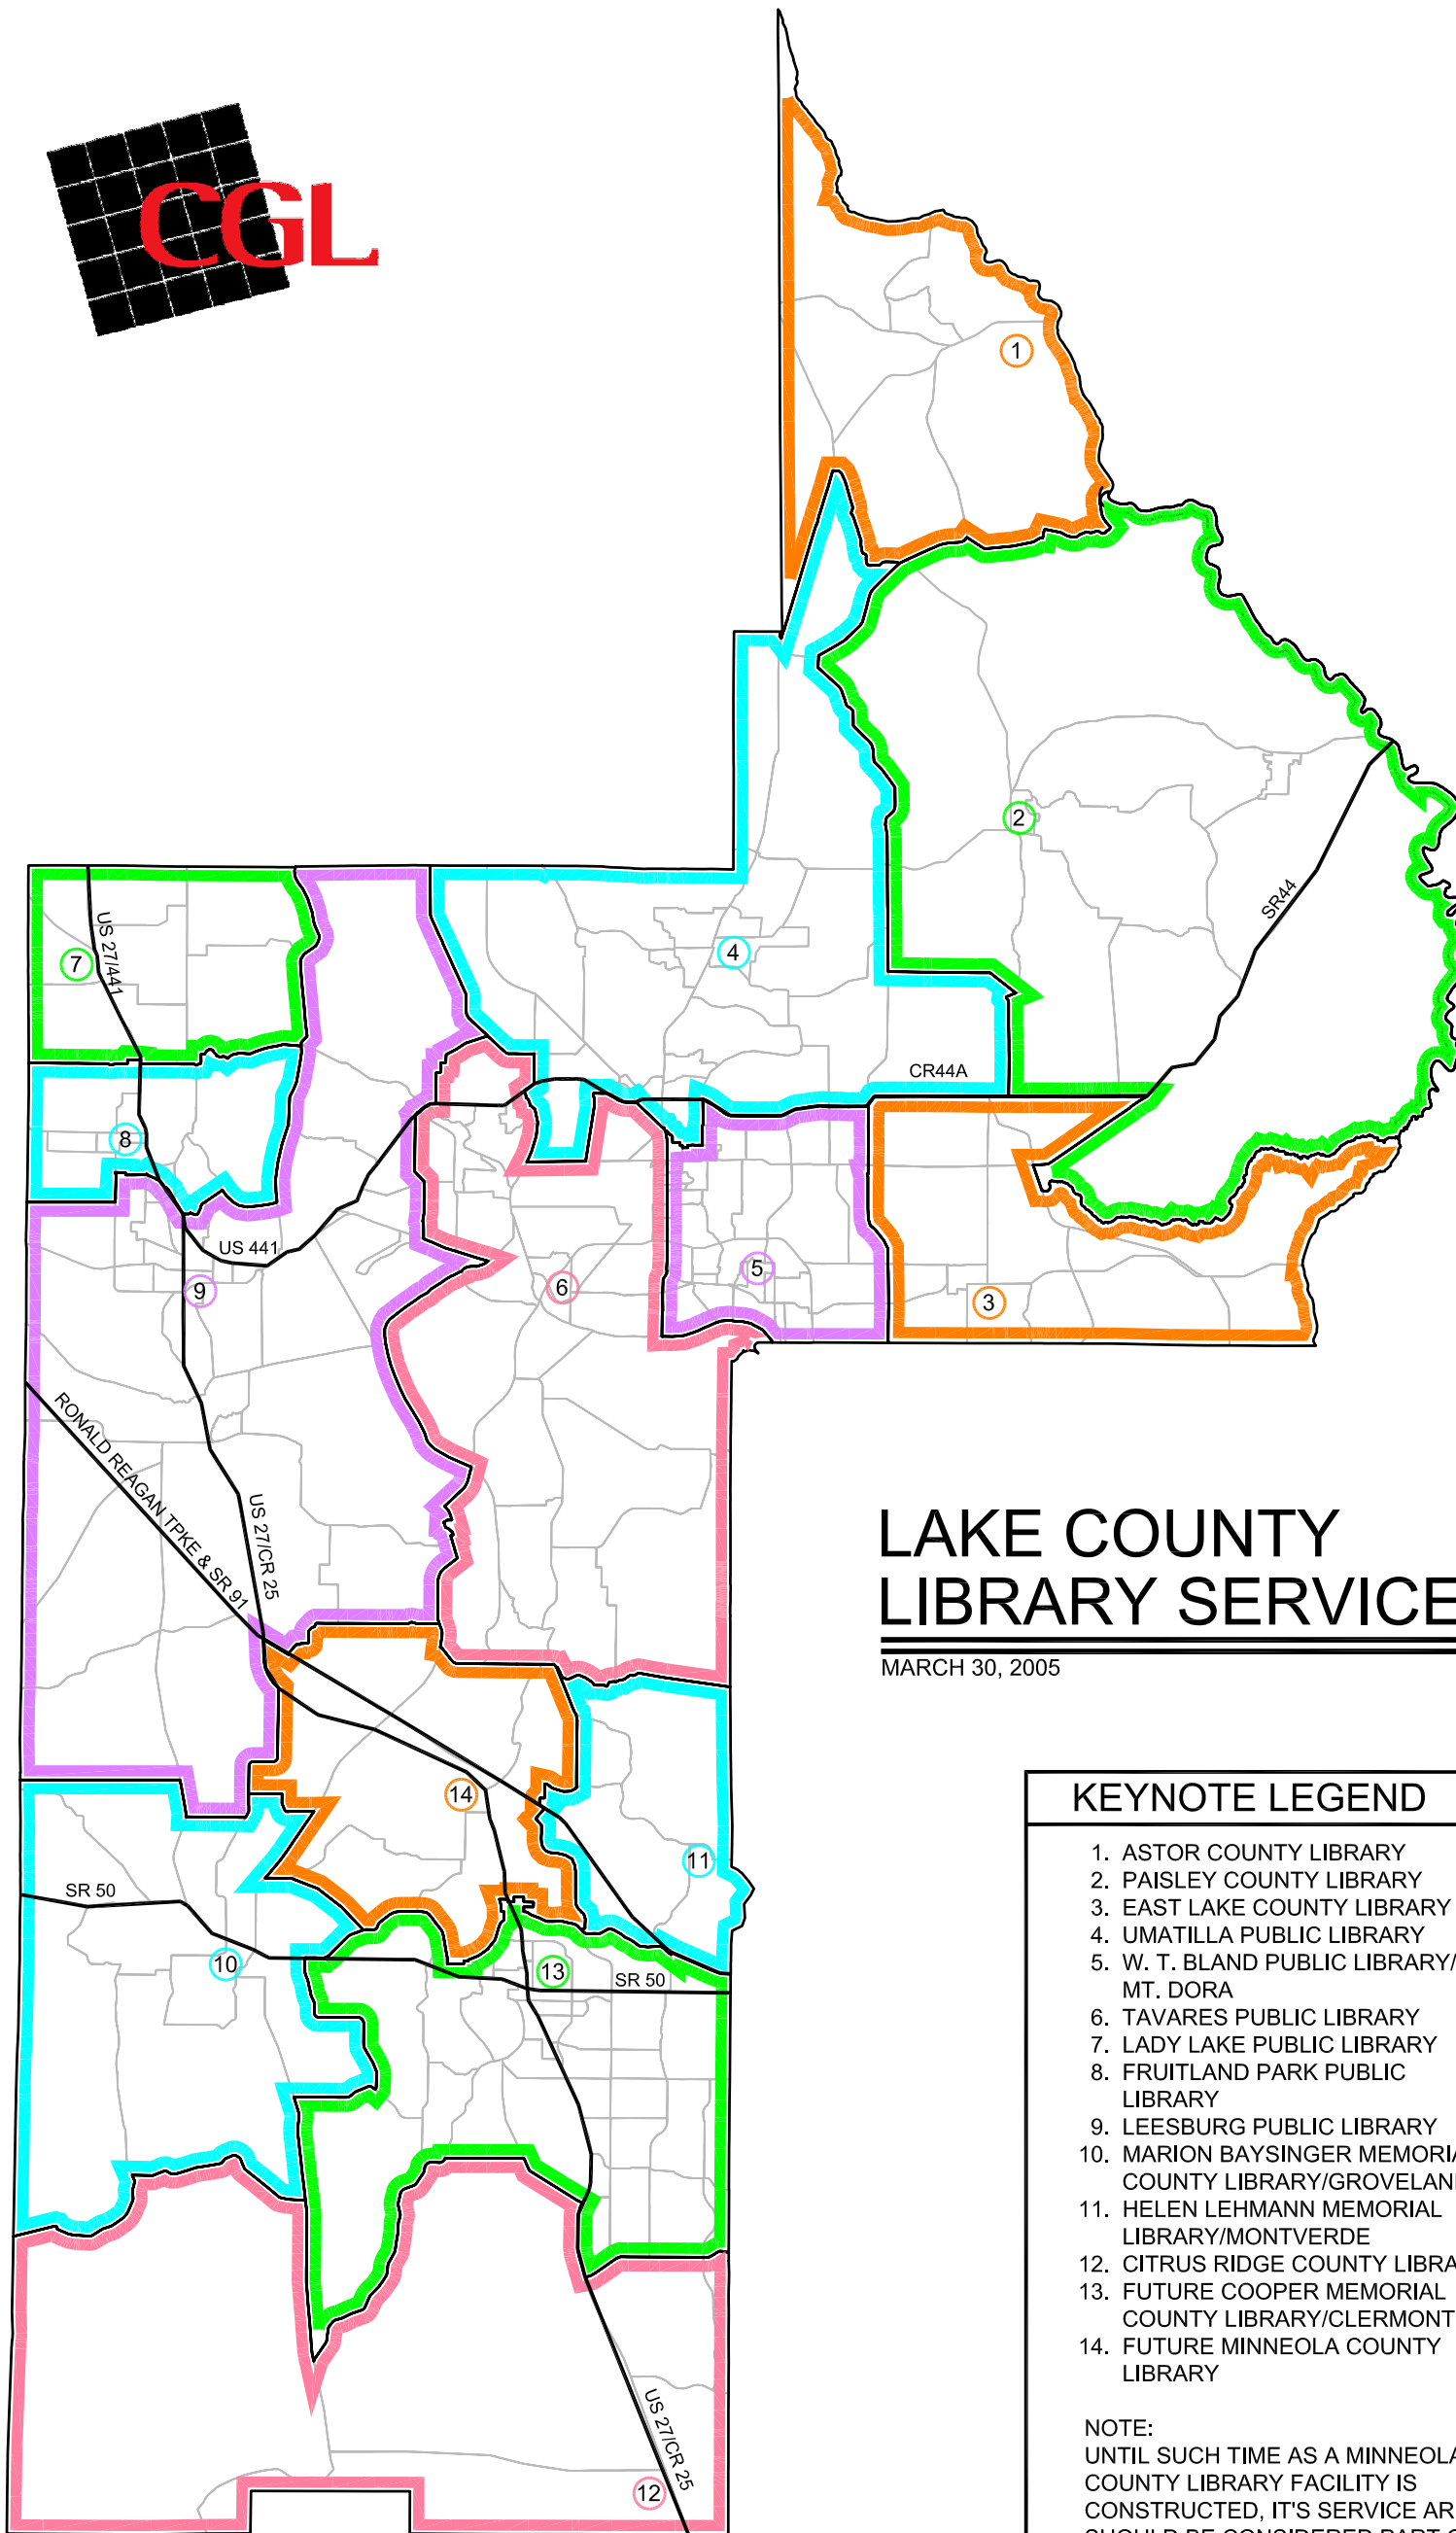 CGL
1
2
SR44
4
7
US 27/441
CR44A
8
US 441
5
9
6
3
RONALD REAGAN TPKE & SR 91
US 27/CR 25
LAKE COUNTY
LIBRARY SERVICE
MARCH 30, 2005
14
11
SR 50
10
13
SR 50
US 27/CR 25
12
KEYNOTE LEGEND
1. ASTOR COUNTY LIBRARY
2. PAISLEY COUNTY LIBRARY
3. EAST LAKE COUNTY LIBRARY
4. UMATILLA PUBLIC LIBRARY
5. W. T. BLAND PUBLIC LIBRARY/
MT. DORA
6. TAVARES PUBLIC LIBRARY
7. LADY LAKE PUBLIC LIBRARY
8. FRUITLAND PARK PUBLIC
LIBRARY
9. LEESBURG PUBLIC LIBRARY
10. MARION BAYSINGER
COUNTY
11. HELEN LEHMANN MEMORIAL
LIBRARY/MONTVERDE
12. CITRUS RIDGE COUNTY
13. FUTURE COOPER MEMORIAL
COUNTY LIBRARY/CLERMONT
14. FUTURE MINNEOLA COUNTY
LIBRARY
NOTE:
UNTIL SUCH TIME AS A MINNEOLA
COUNTY LIBRARY FACILITY IS
CONSTRUCTED, IT'S SERVICE